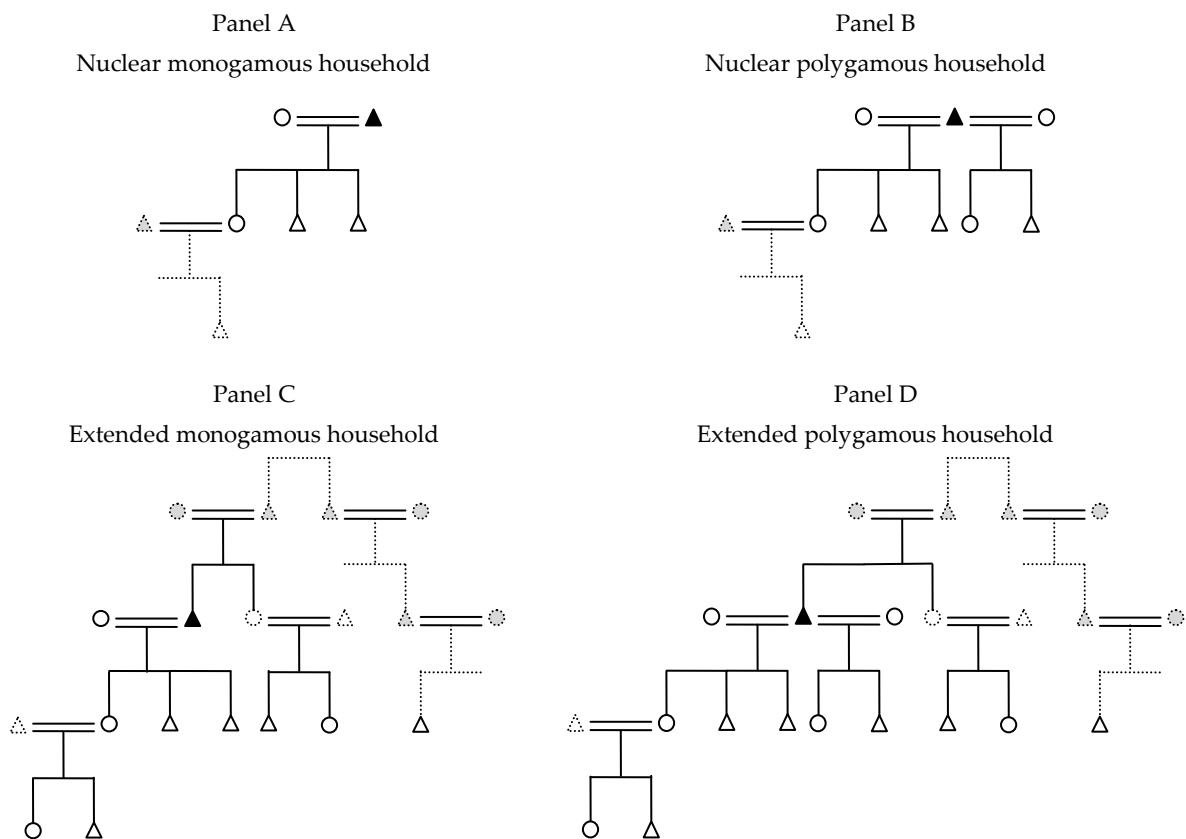 Panel A
Nuclear monogamous household
Panel B
Nuclear polygamous household
Panel C
Extended monogamous household
Panel D
Extended polygamous household